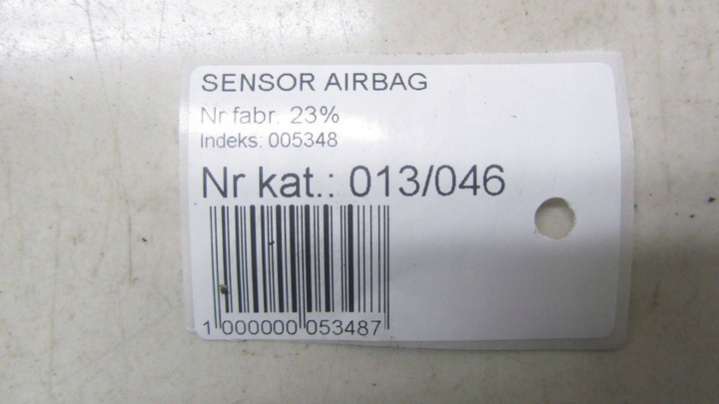 SENSOR AIRBAG
Nr fabr. 23%
Indeks: 005348
Nr kat.: 013/046
1 000000 053487